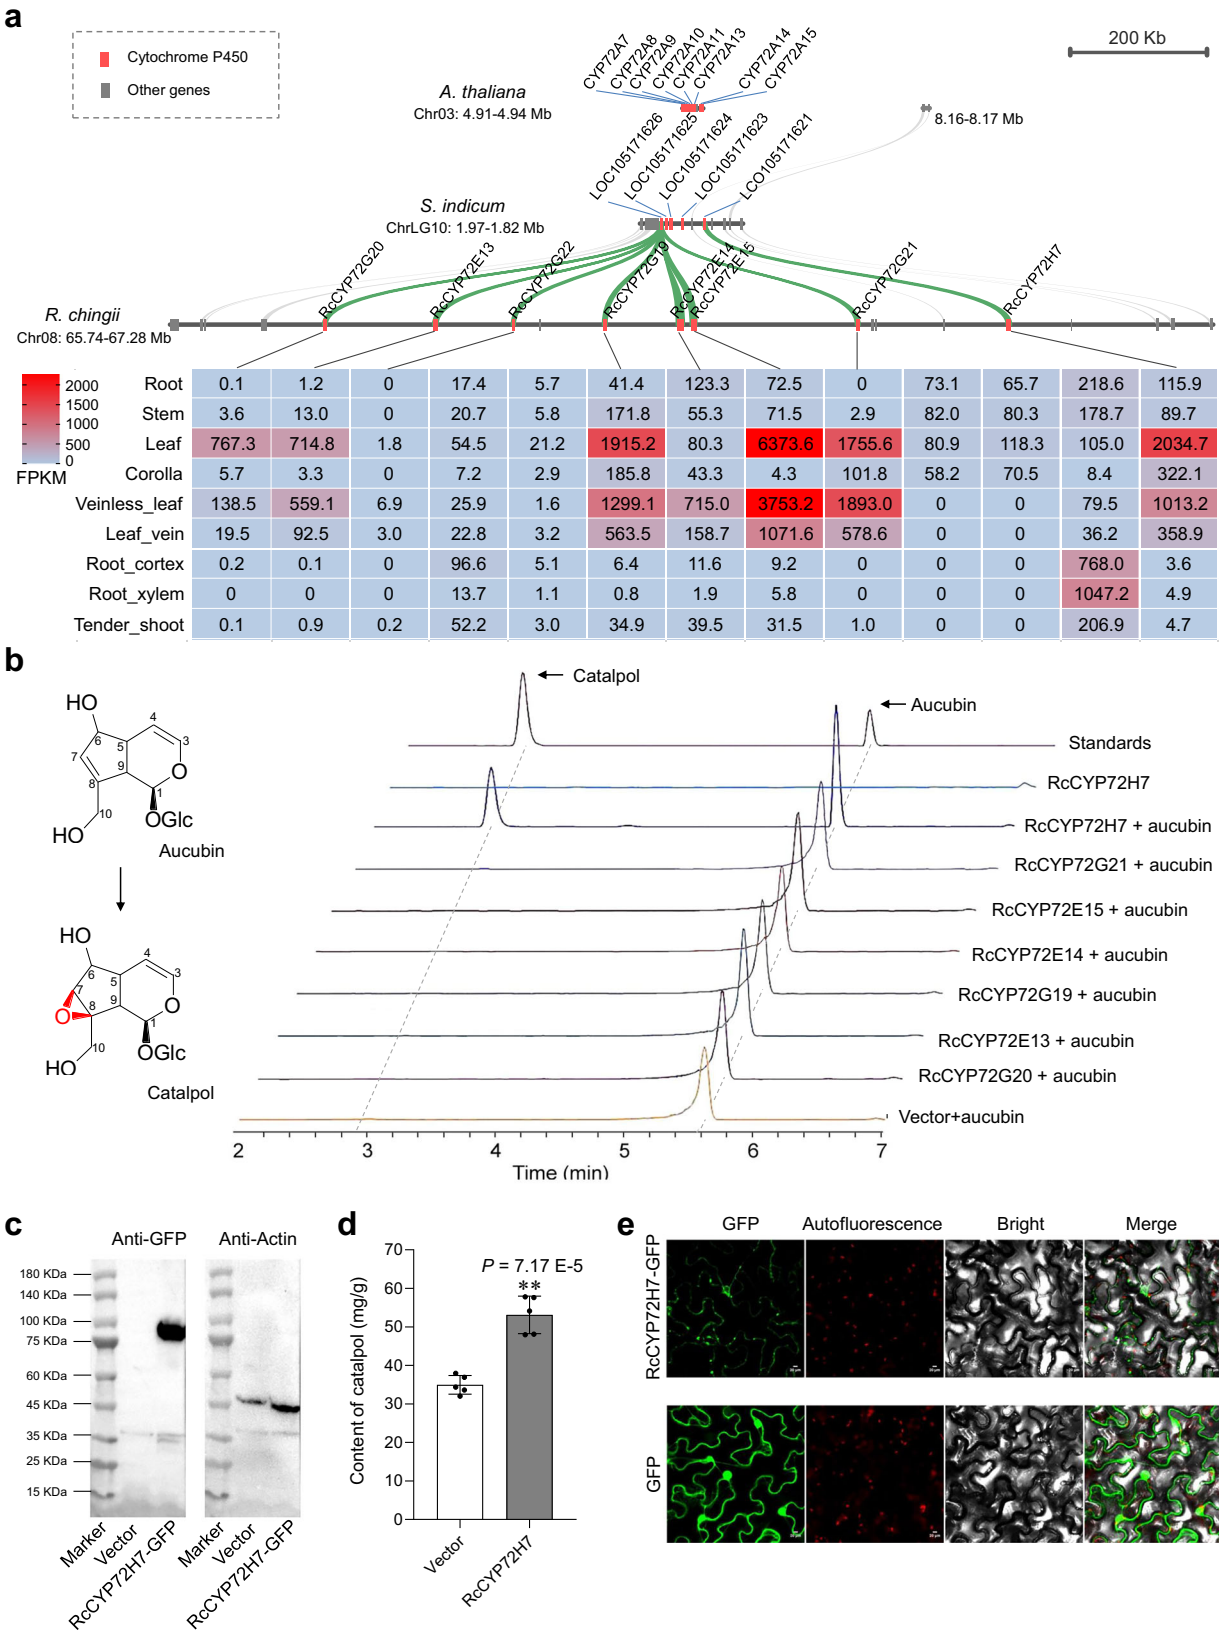 a
Cytochrome P450
Other genes
200 Kb
CYP72A7
CYP72A8
CYP72A9
CYP72A10
CYP72A11
CYP72A13
CYP72A14
CYP72A15
A. thaliana
Chr03: 4.91-4.94 Mb
8.16-8.17 Mb
LOC105171626
LOC105171625
LOC105171624
LOC105171623
LCO105171621
S. indicum
ChrLG10: 1.97-1.82 Mb
RcCYP72G20
RcCYP72E13
RcCYP72G22
RcCYP72G19
RcCYP72E14
RcCYP72E15
RcCYP72G21
RcCYP72H7
R. chingii
Chr08: 65.74-67.28 Mb
2000
1500
1000
500
0
FPKM
Root 0.1 1.2 0 17.4 5.7 41.4 123.3 72.5 0 73.1 65.7 218.6 115.9
Stem 3.6 13.0 0 20.7 5.8 171.8 55.3 71.5 2.9 82.0 80.3 178.7 89.7
Leaf 767.3 714.8 1.8 54.5 21.2 1915.2 80.3 6373.6 1755.6 80.9 118.3 105.0 2034.7
Corolla 5.7 3.3 0 7.2 2.9 185.8 43.3 4.3 101.8 58.2 70.5 8.4 322.1
Veinless_leaf 138.5 559.1 6.9 25.9 1.6 1299.1 715.0 3753.2 1893.0 0 0 79.5 1013.2
Leaf_vein 19.5 92.5 3.0 22.8 3.2 563.5 158.7 1071.6 578.6 0 0 36.2 358.9
Root_cortex 0.2 0.1 0 96.6 5.1 6.4 11.6 9.2 0 0 0 768.0 3.6
Root_xylem 0 0 0 13.7 1.1 0.8 1.9 5.8 0 0 0 1047.2 4.9
Tender_shoot 0.1 0.9 0.2 52.2 3.0 34.9 39.5 31.5 1.0 0 0 206.9 4.7
b
HO
4
6
5
3
7
9
O
8
1
10
OGlc
HO
Aucubin
HO
4
6
5
3
7
9
O
8
O
1
10
OGlc
HO
Catalpol
Catalpol
Aucubin
Standards
RcCYP72H7
RcCYP72H7 + aucubin
RcCYP72G21 + aucubin
RcCYP72E15 + aucubin
RcCYP72E14 + aucubin
RcCYP72G19 + aucubin
RcCYP72E13 + aucubin
RcCYP72G20 + aucubin
Vector+aucubin
2 3 4 5 6 7
Time (min)
c
Anti-GFP Anti-Actin
180 KDa
140 KDa
100 KDa
75 KDa
60 KDa
45 KDa
35 KDa
25 KDa
15 KDa
Marker
Vector
RcCYP72H7-GFP
Marker
Vector
RcCYP72H7-GFP
d
Content of catalpol (mg/g)
70
60
50
40
30
20
10
0
P = 7.17 E-5
**
Vector
RcCYP72H7
e
GFP Autofluorescence Bright Merge
RcCYP72H7-GFP
GFP